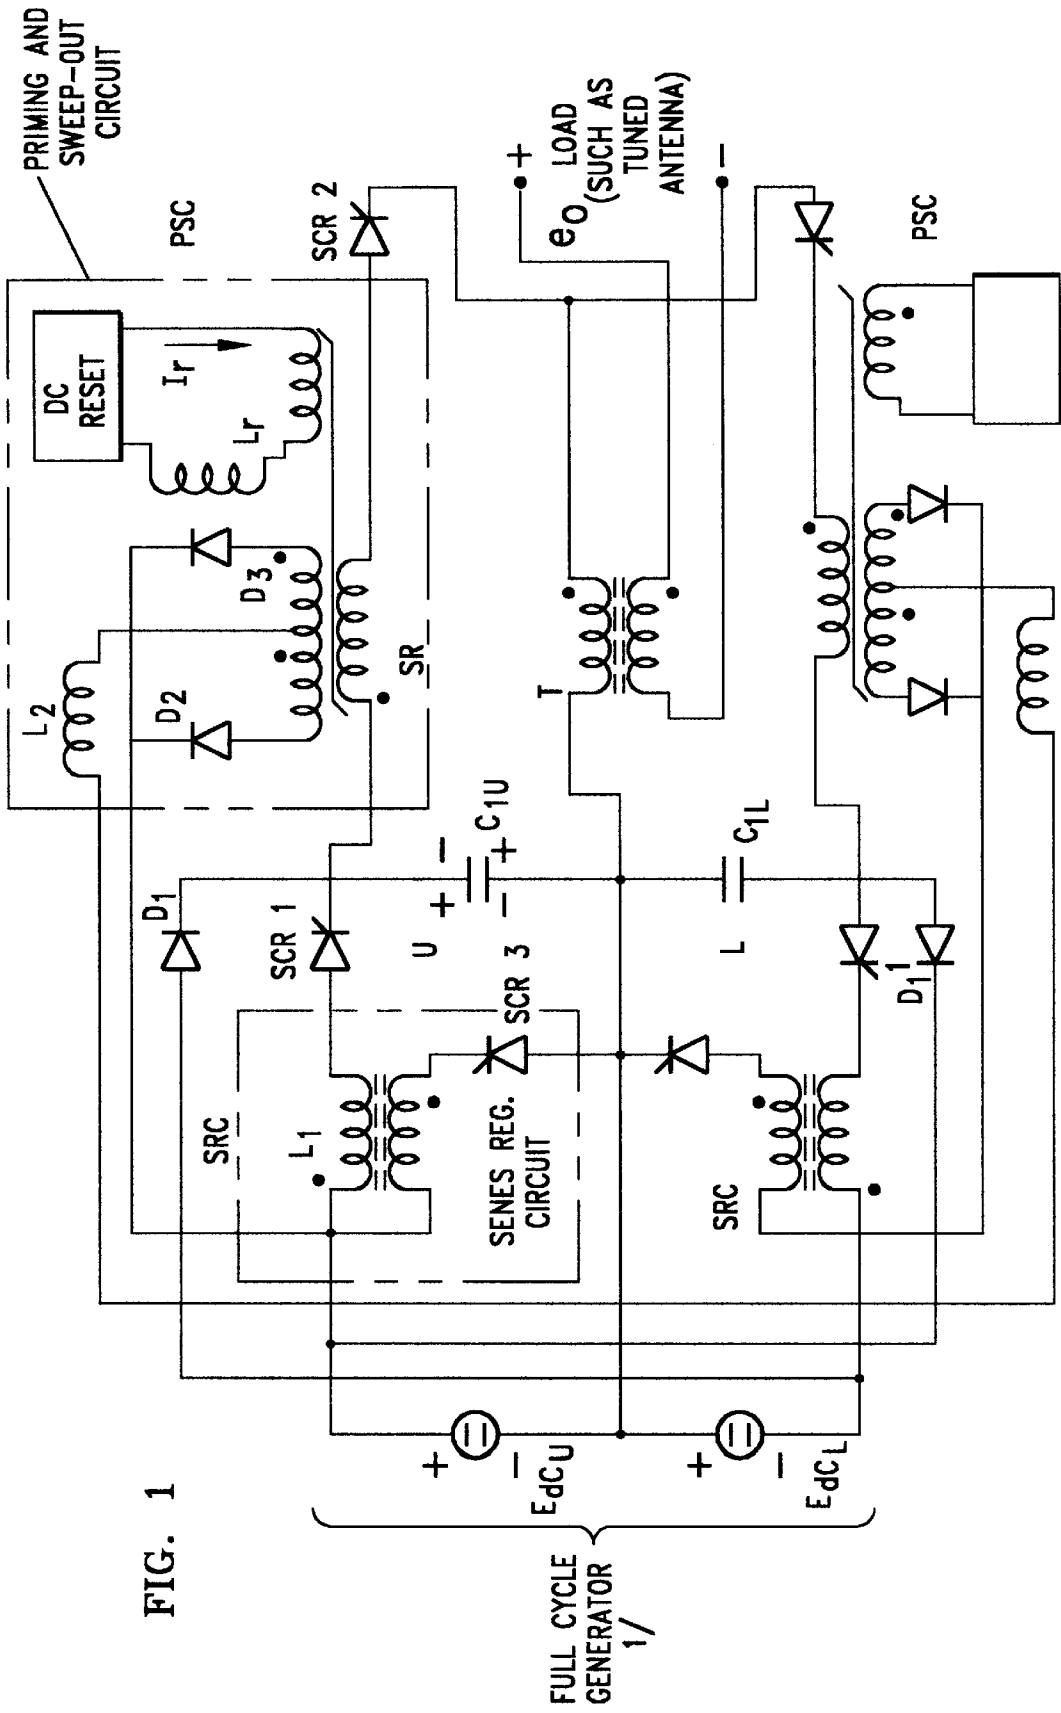 FIG. 1
FULL CYCLE
GENERATOR
1/
+
-
EdCU
+
-
EdCL
PRIMING AND
SWEEP-OUT
CIRCUIT
PSC
DC
RESET
Ir
Lr
L2
D2
D3
SR
SCR 2
D1
SCR 1
SRC
L1
SCR 3
SENES REG.
CIRCUIT
U
+ -
- +
C1U
L
C1L
T
eo
+
LOAD
(SUCH AS
TUNED
ANTENNA)
-
SRC
1
D11
PSC